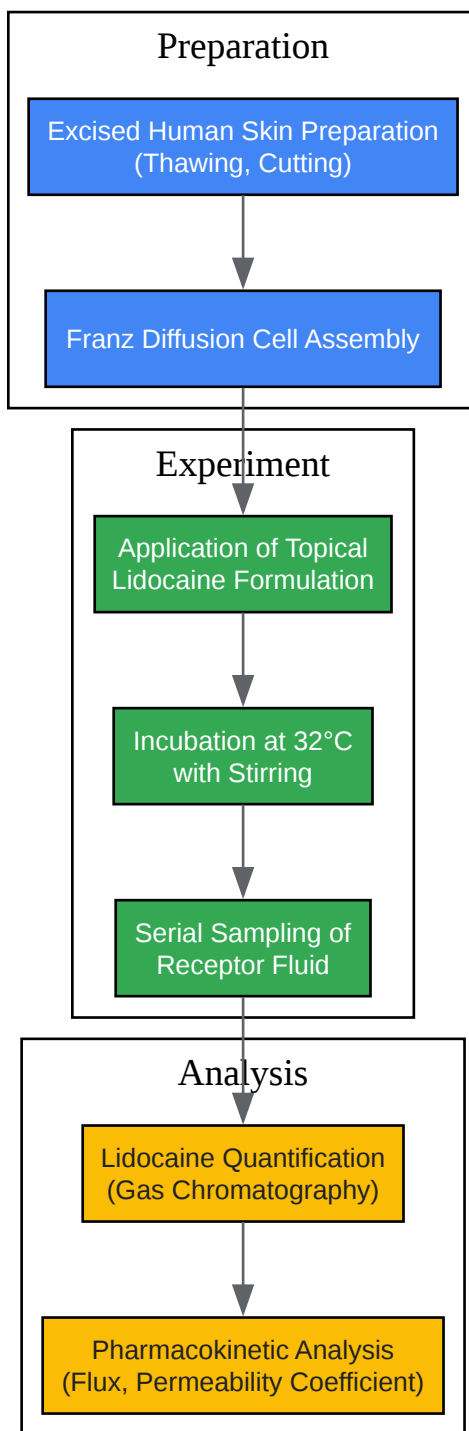 Preparation
Excised Human Skin Preparation
(Thawing, Cutting)
Franz Diffusion Cell Assembly
Experiment
Application of Topical
Lidocaine Formulation
Incubation at 32°C
with Stirring
Serial Sampling of
Receptor Fluid
Analysis
Lidocaine Quantification
(Gas Chromatography)
Pharmacokinetic Analysis
(Flux, Permeability Coefficient)